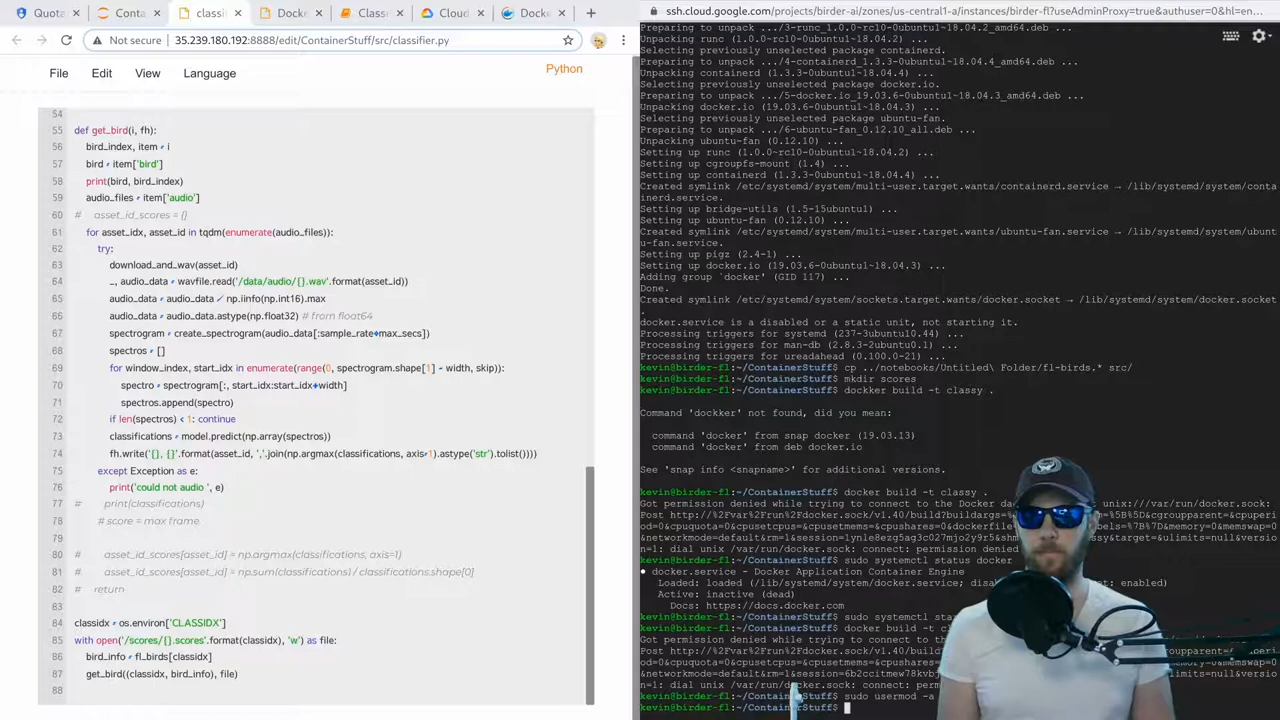 Quota
Conta
classi
Docke
Classi
Cloud
Docke
Not secure
35.239.180.192:8888/edit/ContainerStuff/src/classifier.py
File
Edit
View
Language
Python
54
55 def get_bird(i, fh):
56 bird_index, item = i
57 bird = item['bird']
58 print(bird, bird_index)
59 audio_files = item['audio']
60 # asset_id_scores = {}
61 for asset_idx, asset_id in tqdm(enumerate(audio_files)):
62 try:
63 download_and_wav(asset_id)
64 _, audio_data = wavfile.read('/data/audio/{}.wav'.format(asset_id))
65 audio_data = audio_data / np.iinfo(np.int16).max
66 audio_data = audio_data.astype(np.float32) # from float64
67 spectrogram = create_spectrogram(audio_data[:sample_rate*max_secs])
68 spectros = []
69 for window_index, start_idx in enumerate(range(0, spectrogram.shape[1] - width, skip)):
70 spectro = spectrogram[:, start_idx:start_idx+width]
71 spectros.append(spectro)
72 if len(spectros) < 1: continue
73 classifications = model.predict(np.array(spectros))
74 fh.write('{}, {}'.format(asset_id, ','.join(np.argmax(classifications, axis=1).astype('str').tolist())))
75 except Exception as e:
76 print('could not audio ', e)
77 # print(classifications)
78 # score = max frame.
79
80 # asset_id_scores[asset_id] = np.argmax(classifications, axis=1)
81 # asset_id_scores[asset_id] = np.sum(classifications) / classifications.shape[0]
82 # return
83
84 classidx = os.environ['CLASSIDX']
85 with open('/scores/{}.scores'.format(classidx), 'w') as file:
86 bird_info = fl_birds[classidx]
87 get_bird((classidx, bird_info), file)
88
ssh.cloud.google.com/projects/birder-ai/zones/us-central1-a/instances/birder-fl?useAdminProxy=true&authuser=0&hl=en...
Preparing to unpack .../3-runc_1.0.0~rc10-0ubuntu1~18.04.2_amd64.deb ...
Unpacking runc (1.0.0~rc10-0ubuntu1~18.04.2) ...
Selecting previously unselected package containerd.
Preparing to unpack .../4-containerd_1.3.3-0ubuntu1~18.04.4_amd64.deb ...
Unpacking containerd (1.3.3-0ubuntu1~18.04.4) ...
Selecting previously unselected package docker.io.
Preparing to unpack .../5-docker.io_19.03.6-0ubuntu1~18.04.3_amd64.deb ...
Unpacking docker.io (19.03.6-0ubuntu1~18.04.3) ...
Selecting previously unselected package ubuntu-fan.
Preparing to unpack .../6-ubuntu-fan_0.12.10_all.deb ...
Unpacking ubuntu-fan (0.12.10) ...
Setting up runc (1.0.0~rc10-0ubuntu1~18.04.2) ...
Setting up cgroupfs-mount (1.4) ...
Setting up containerd (1.3.3-0ubuntu1~18.04.4) ...
Created symlink /etc/systemd/system/multi-user.target.wants/containerd.service → /lib/systemd/system/conta
inerd.service.
Setting up bridge-utils (1.5-15ubuntu1) ...
Setting up ubuntu-fan (0.12.10) ...
Created symlink /etc/systemd/system/multi-user.target.wants/ubuntu-fan.service → /lib/systemd/system/ubunt
u-fan.service.
Setting up pigz (2.4-1) ...
Setting up docker.io (19.03.6-0ubuntu1~18.04.3) ...
Adding group `docker' (GID 117) ...
Done.
Created symlink /etc/systemd/system/sockets.target.wants/docker.socket → /lib/systemd/system/docker.socket
.
docker.service is a disabled or a static unit, not starting it.
Processing triggers for systemd (237-3ubuntu10.44) ...
Processing triggers for man-db (2.8.3-2ubuntu0.1) ...
Processing triggers for ureadahead (0.100.0-21) ...
kevin@birder-fl:~/ContainerStuff$ cp ../notebooks/Untitled\ Folder/fl-birds.* src/
kevin@birder-fl:~/ContainerStuff$ mkdir scores
kevin@birder-fl:~/ContainerStuff$ dockker build -t classy .
Command 'dockker' not found, did you mean:
command 'docker' from snap docker (19.03.13)
command 'docker' from deb docker.io
See 'snap info <snapname>' for additional versions.
kevin@birder-fl:~/ContainerStuff$ docker build -t classy .
Got permission denied while trying to connect to the Docker da unix:///var/run/docker.sock:
Post http://%2Fvar%2Frun%2Fdocker.sock/v1.40/build?buildargs= %5B%5D&cgroupparent=&cpuperiod
=0&cpuquota=0&cpusetcpus=&cpusetmems=&cpushares=0&dockerfile abels=%7B%7D&memory=0&memswap=
0&networkmode=default&rm=1&session=1ynle8ezg5ag3c027mjo2y9r5&shm y&target=&ulimits=null&versio
n=1: dial unix /var/run/docker.sock: connect: permission denied
kevin@birder-fl:~/ContainerStuff$ sudo systemctl status docker
● docker.service - Docker Application Container Engine
Loaded: loaded (/lib/systemd/system/docker.service; disa et: enabled)
Active: inactive (dead)
Docs: https://docs.docker.com
kevin@birder-fl:~/ContainerStuff$ sudo systemctl sta
kevin@birder-fl:~/ContainerStuff$ docker build -t cl
Got permission denied while trying to connect to the
Post http://%2Fvar%2Frun%2Fdocker.sock/v1.40/build?b
od=0&cpuquota=0&cpusetcpus=&cpusetmems=&cpushares=0&
0&networkmode=default&rm=1&session=6b2ccitmew78kvbj
n=1: dial unix /var/run/docker.sock: connect: perm
kevin@birder-fl:~/ContainerStuff$ sudo usermod -a
kevin@birder-fl:~/ContainerStuff$